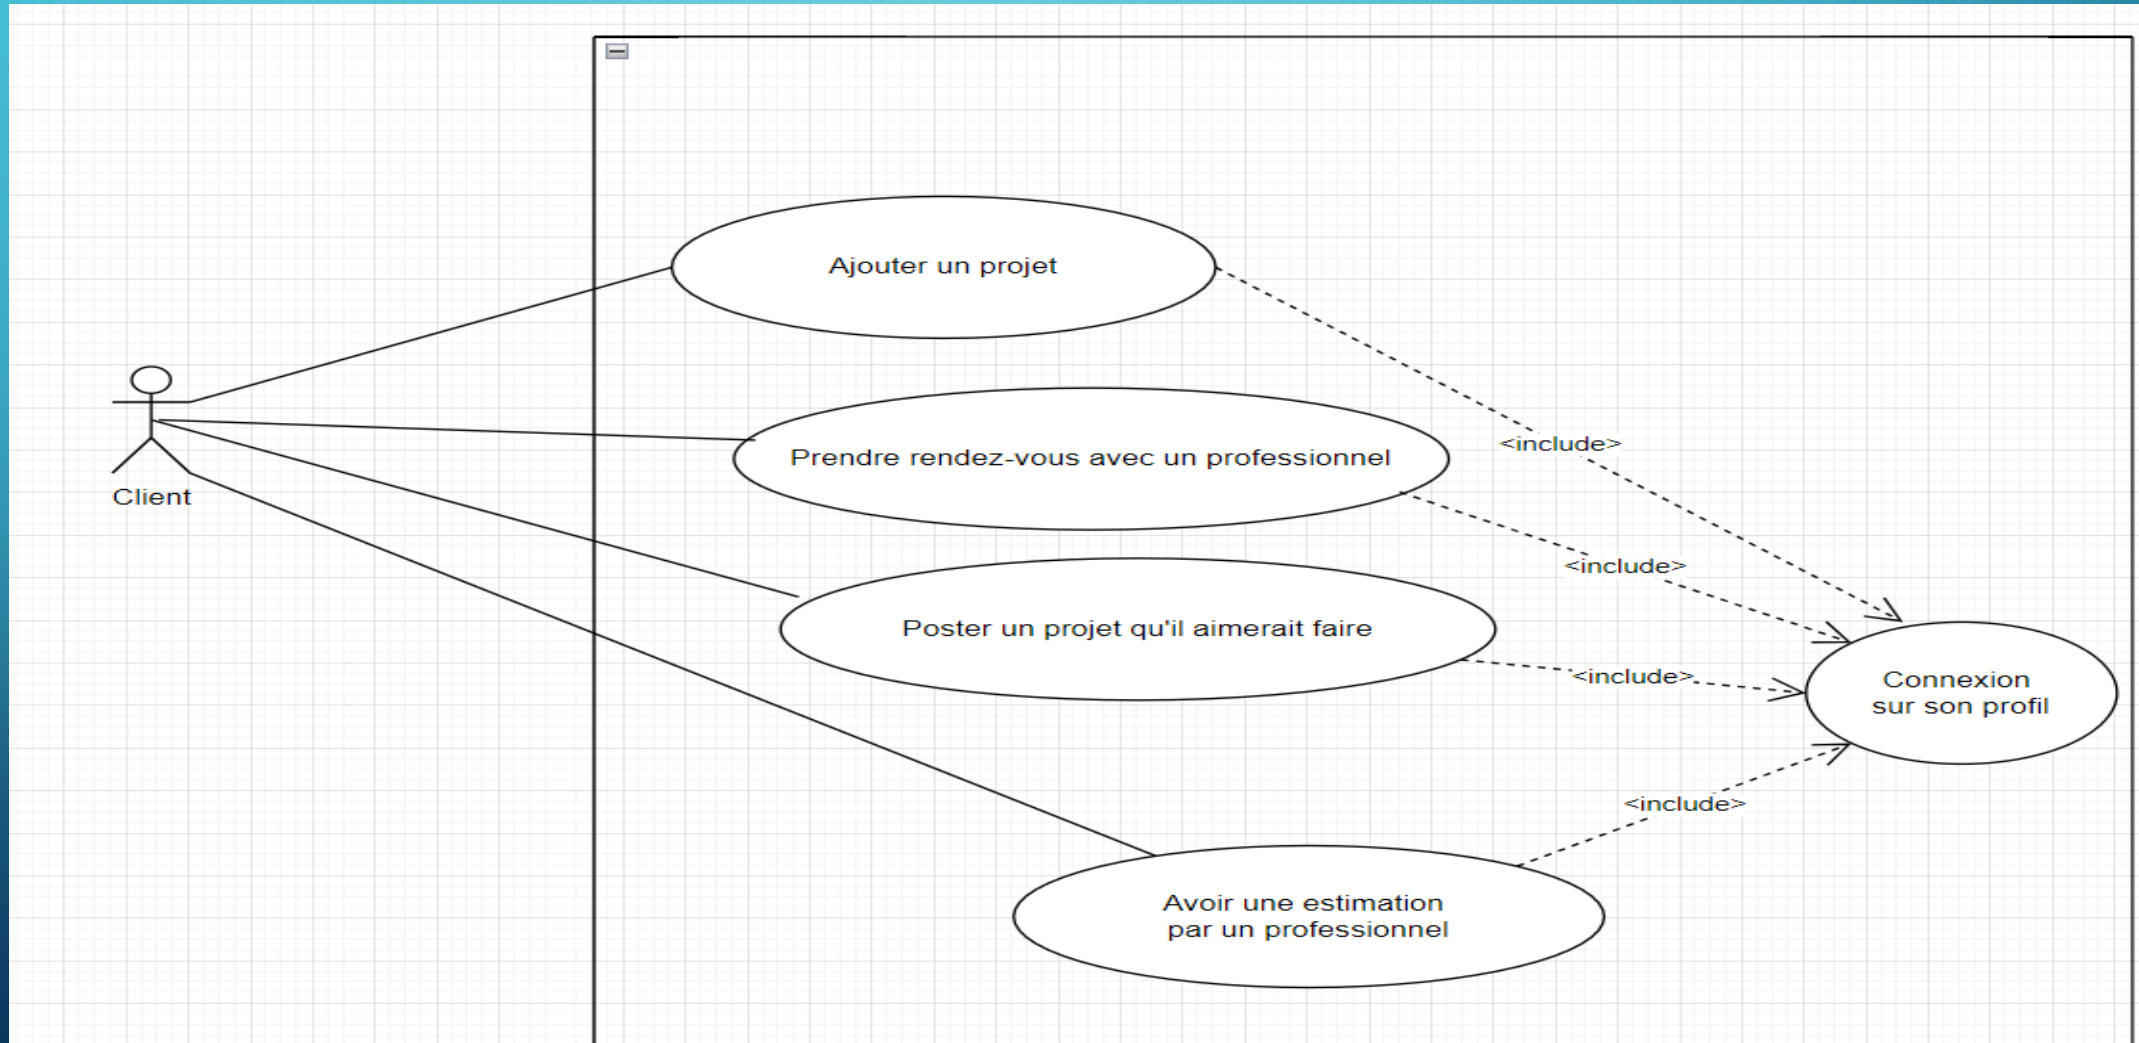 Ajouter un projet
<include>
Prendre rendez-vous avec un professionnel
Client
<include>
Poster un projet qu'il aimerait faire
<include>
Connexion
sur son profil
<include>
Avoir une estimation
par un professionnel